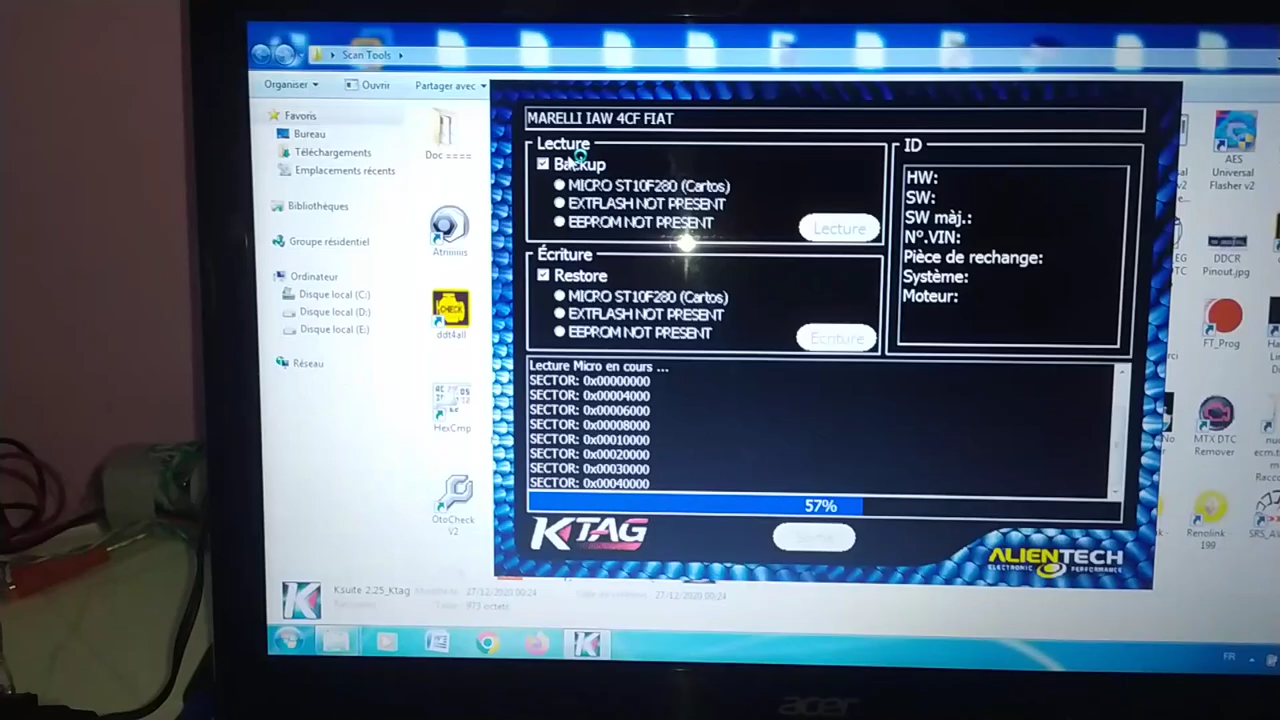 Scan Tools
Organiser
Ouvrir
Partager avec
Favoris
Bureau
Téléchargements
Emplacements récents
Bibliothèques
Groupe résidentiel
Ordinateur
Disque local (C:)
Disque local (D:)
Disque local (E:)
Réseau
Doc ====
CHECK
ddt4all
HexCmp
OtoCheck
V2
MARELLI IAW 4CF FIAT
Lecture
Backup
MICRO ST10F280 (Cartos)
EXTFLASH NOT PRESENT
EEPROM NOT PRESENT
Lecture
Écriture
Restore
MICRO ST10F280 (Cartos)
EXTFLASH NOT PRESENT
EEPROM NOT PRESENT
Ecriture
ID
HW:
SW:
SW màj.:
Nº.VIN:
Pièce de rechange:
Système:
Moteur:
Lecture Micro en cours ...
SECTOR: 0x00000000
SECTOR: 0x00004000
SECTOR: 0x00006000
SECTOR: 0x00008000
SECTOR: 0x00010000
SECTOR: 0x00020000
SECTOR: 0x00030000
SECTOR: 0x00040000
57%
KTAG
ALIENTECH
ELECTRONIC PERFORMANCE
AES
Universal
Flasher v2
DDCR
Pinout.jpg
FT_Prog
MTX DTC
Remover
Renolink
199
Ksuite 2.25_Ktag
27/12/2020 00:24
27/12/2020 00:24
973 octets
FR
acer